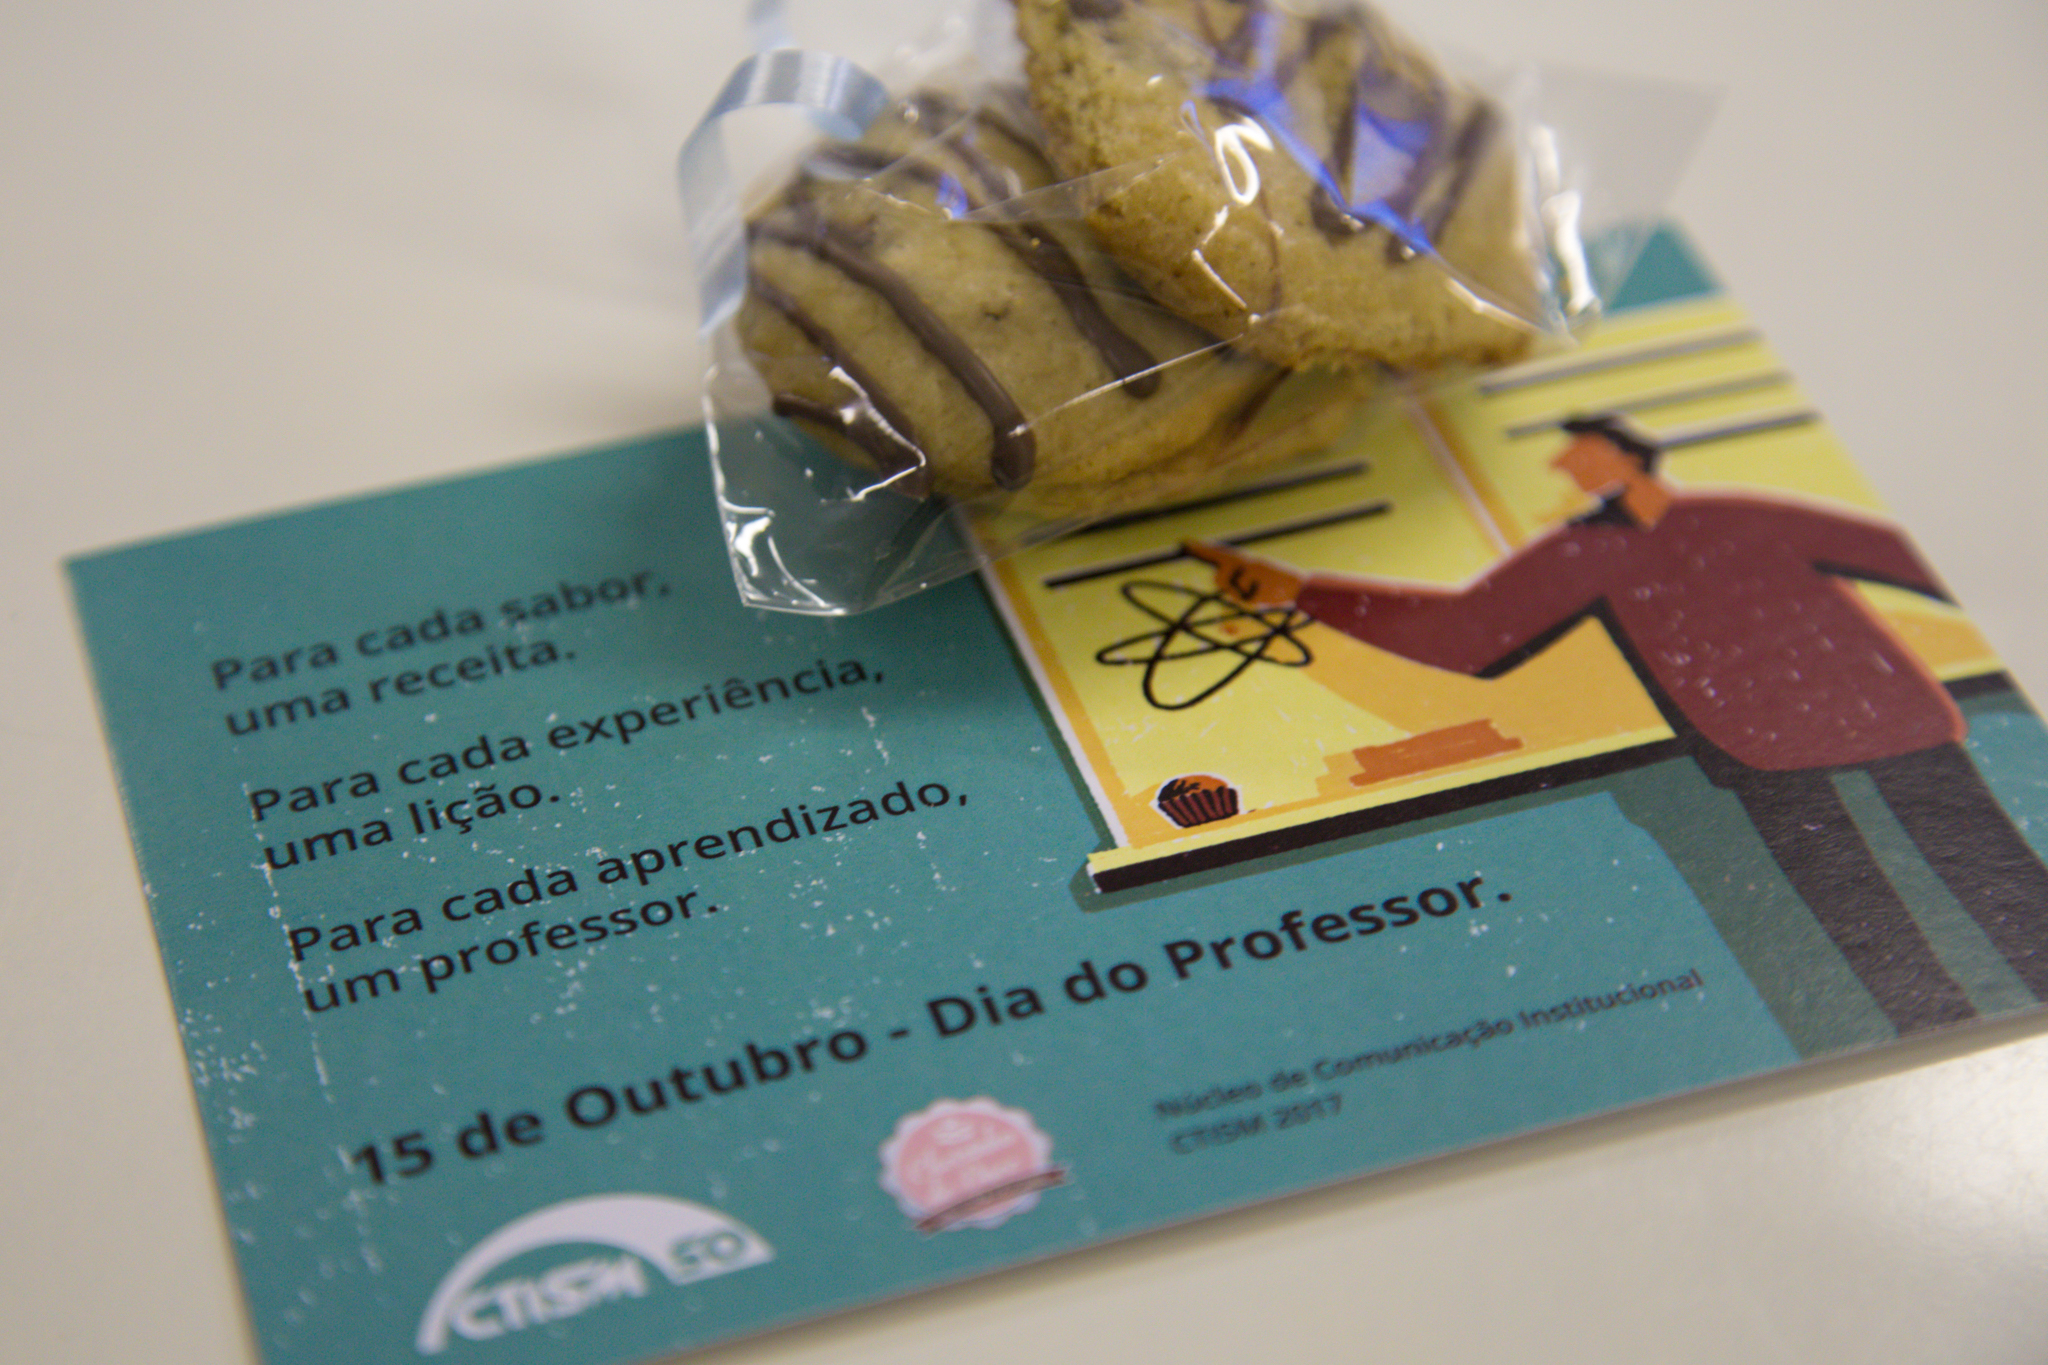 Para cada sabor,
uma receita.
Para cada experiência,
uma lição.
Para cada aprendizado,
um professor.
15 de Outubro - Dia do Professor.
Núcleo de Comunicação Institucional
CTISM 2017
CTISM 50